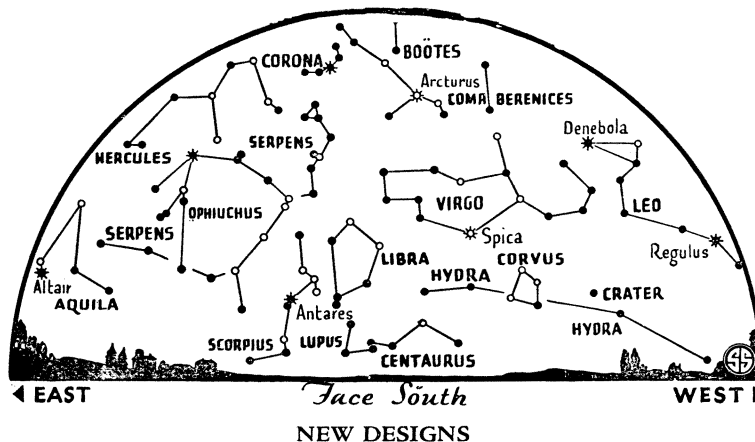 BOÖTES
CORONA
Arcturus
COMA BERENICES
Denebola
HERCULES
SERPENS
OPHIUCHUS
VIRGO
LEO
SERPENS
Spica
Regulus
LIBRA
CORVUS
HYDRA
Altair
AQUILA
Antares
CRATER
HYDRA
SCORPIUS
LUPUS
CENTAURUS
EAST
Face South
WEST
NEW DESIGNS